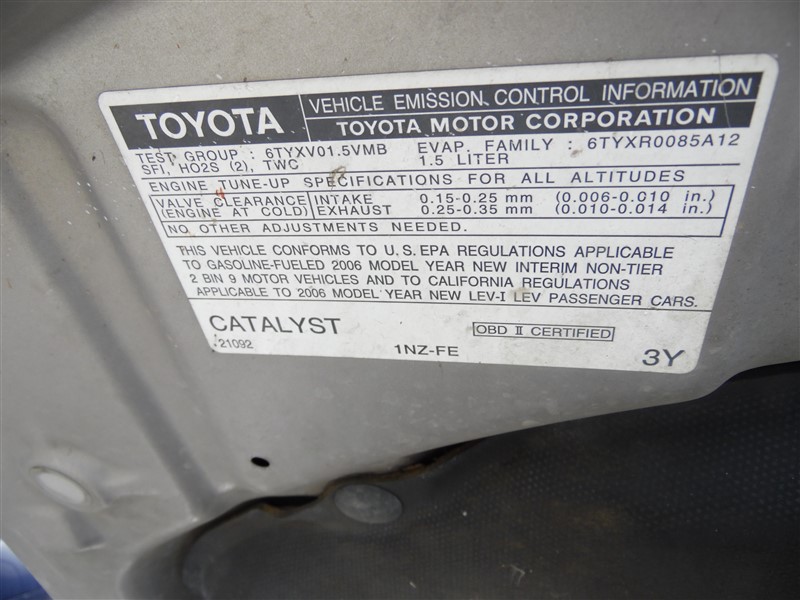 TOYOTA
VEHICLE EMISSION CONTROL INFORMATION
TOYOTA MOTOR CORPORATION
TEST GROUP : 6TYXV01.5VMB EVAP. FAMILY : 6TYXR0085A12
SFI, HO2S (2), TWC 1.5 LITER
ENGINE TUNE-UP SPECIFICATIONS FOR ALL ALTITUDES
VALVE CLEARANCE INTAKE 0.15-0.25 mm (0.006-0.010 in.)
(ENGINE AT COLD) EXHAUST 0.25-0.35 mm (0.010-0.014 in.)
NO OTHER ADJUSTMENTS NEEDED.
THIS VEHICLE CONFORMS TO U.S. EPA REGULATIONS APPLICABLE
TO GASOLINE-FUELED 2006 MODEL YEAR NEW INTERIM NON-TIER
2 BIN 9 MOTOR VEHICLES AND TO CALIFORNIA REGULATIONS
APPLICABLE TO 2006 MODEL YEAR NEW LEV-I LEV PASSENGER CARS.
CATALYST
OBD II CERTIFIED
21092
1NZ-FE
3Y